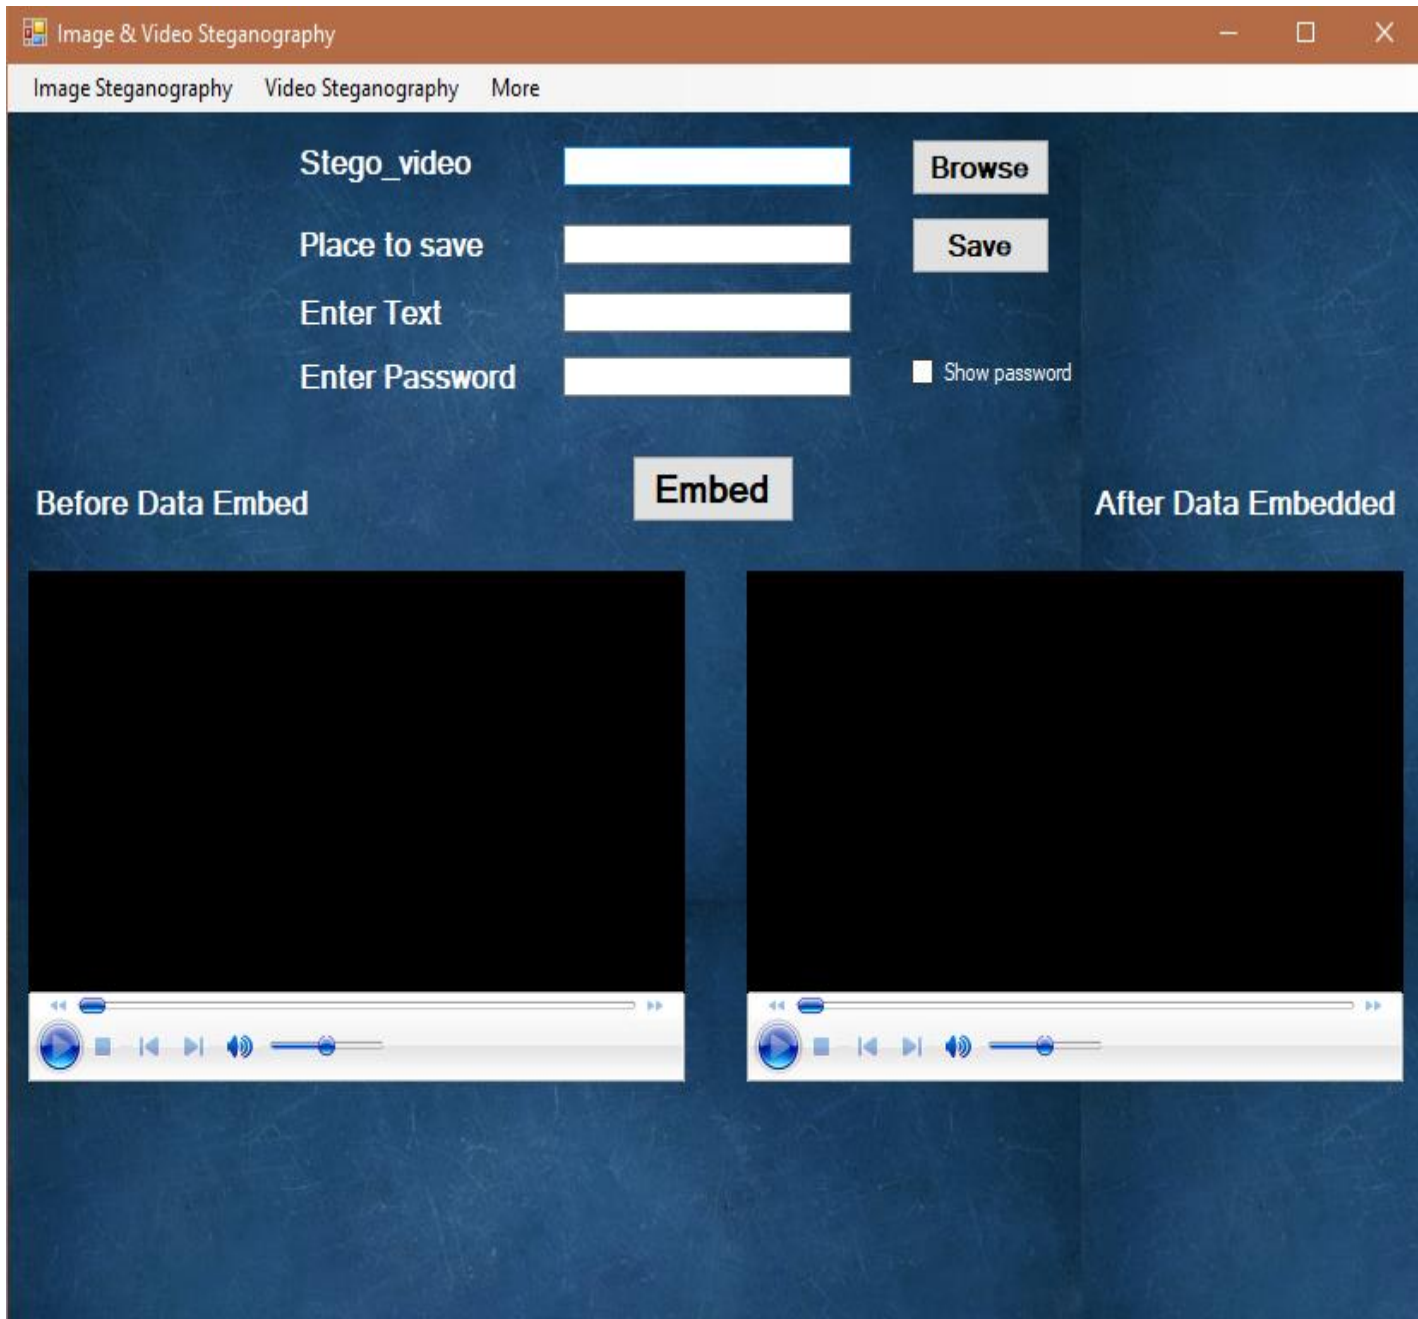 Image & Video Steganography
Image Steganography Video Steganography More
Stego_video Browse
Place to save Save
Enter Text
Enter Password Show password
Embed
Before Data Embed After Data Embedded